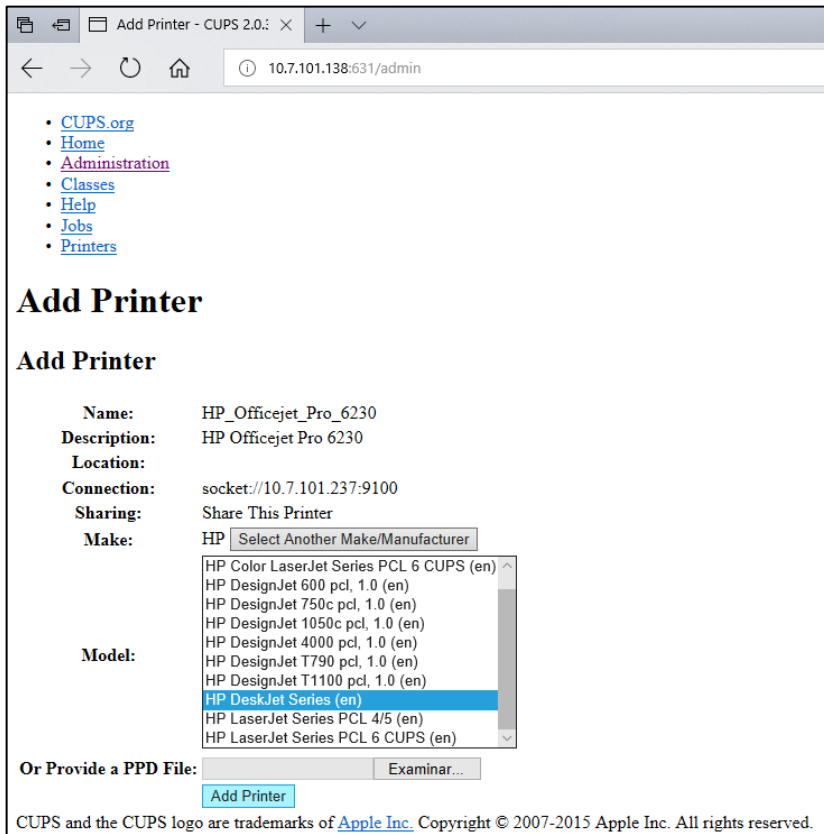 Add Printer - CUPS 2.0.:
10.7.101.138:631/admin
CUPS.org
Home
Administration
Classes
Help
Jobs
Printers
Add Printer
Add Printer
Name: HP_Officejet_Pro_6230
Description: HP Officejet Pro 6230
Location:
Connection: socket://10.7.101.237:9100
Sharing: Share This Printer
Make: HP Select Another Make/Manufacturer
HP Color LaserJet Series PCL 6 CUPS (en)
HP DesignJet 600 pcl, 1.0 (en)
HP DesignJet 750c pcl, 1.0 (en)
HP DesignJet 1050c pcl, 1.0 (en)
HP DesignJet 4000 pcl, 1.0 (en)
Model:
HP DesignJet T790 pcl, 1.0 (en)
HP DesignJet T1100 pcl, 1.0 (en)
HP DeskJet Series (en)
HP LaserJet Series PCL 4/5 (en)
HP LaserJet Series PCL 6 CUPS (en)
Or Provide a PPD File: Examinar...
Add Printer
CUPS and the CUPS logo are trademarks of Apple Inc. Copyright © 2007-2015 Apple Inc. All rights reserved.